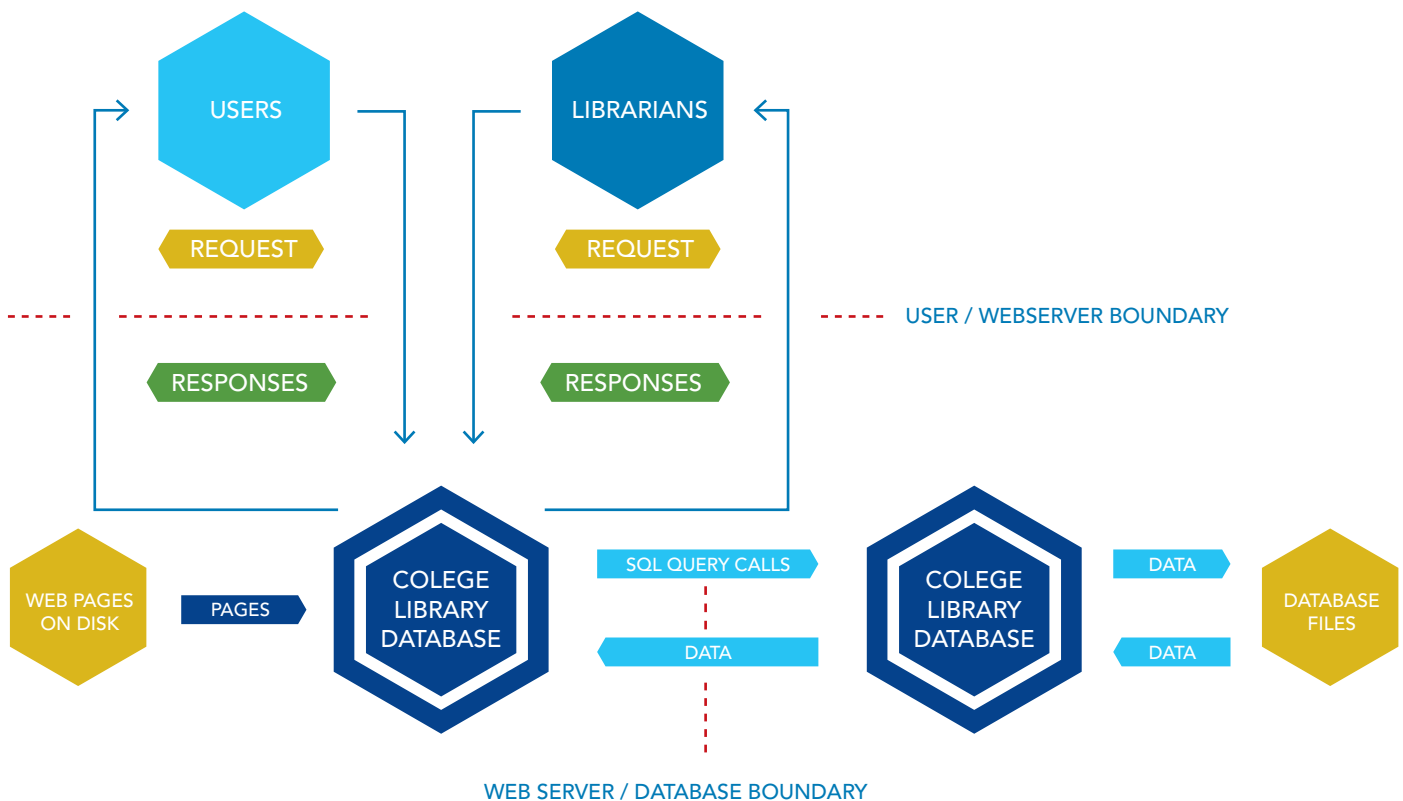 USERS
LIBRARIANS
REQUEST
REQUEST
USER / WEBSERVER BOUNDARY
RESPONSES
RESPONSES
WEB PAGES
ON DISK
PAGES
COLEGE
LIBRARY
DATABASE
SQL QUERY CALLS
DATA
COLEGE
LIBRARY
DATABASE
DATA
DATA
DATABASE
FILES
WEB SERVER / DATABASE BOUNDARY